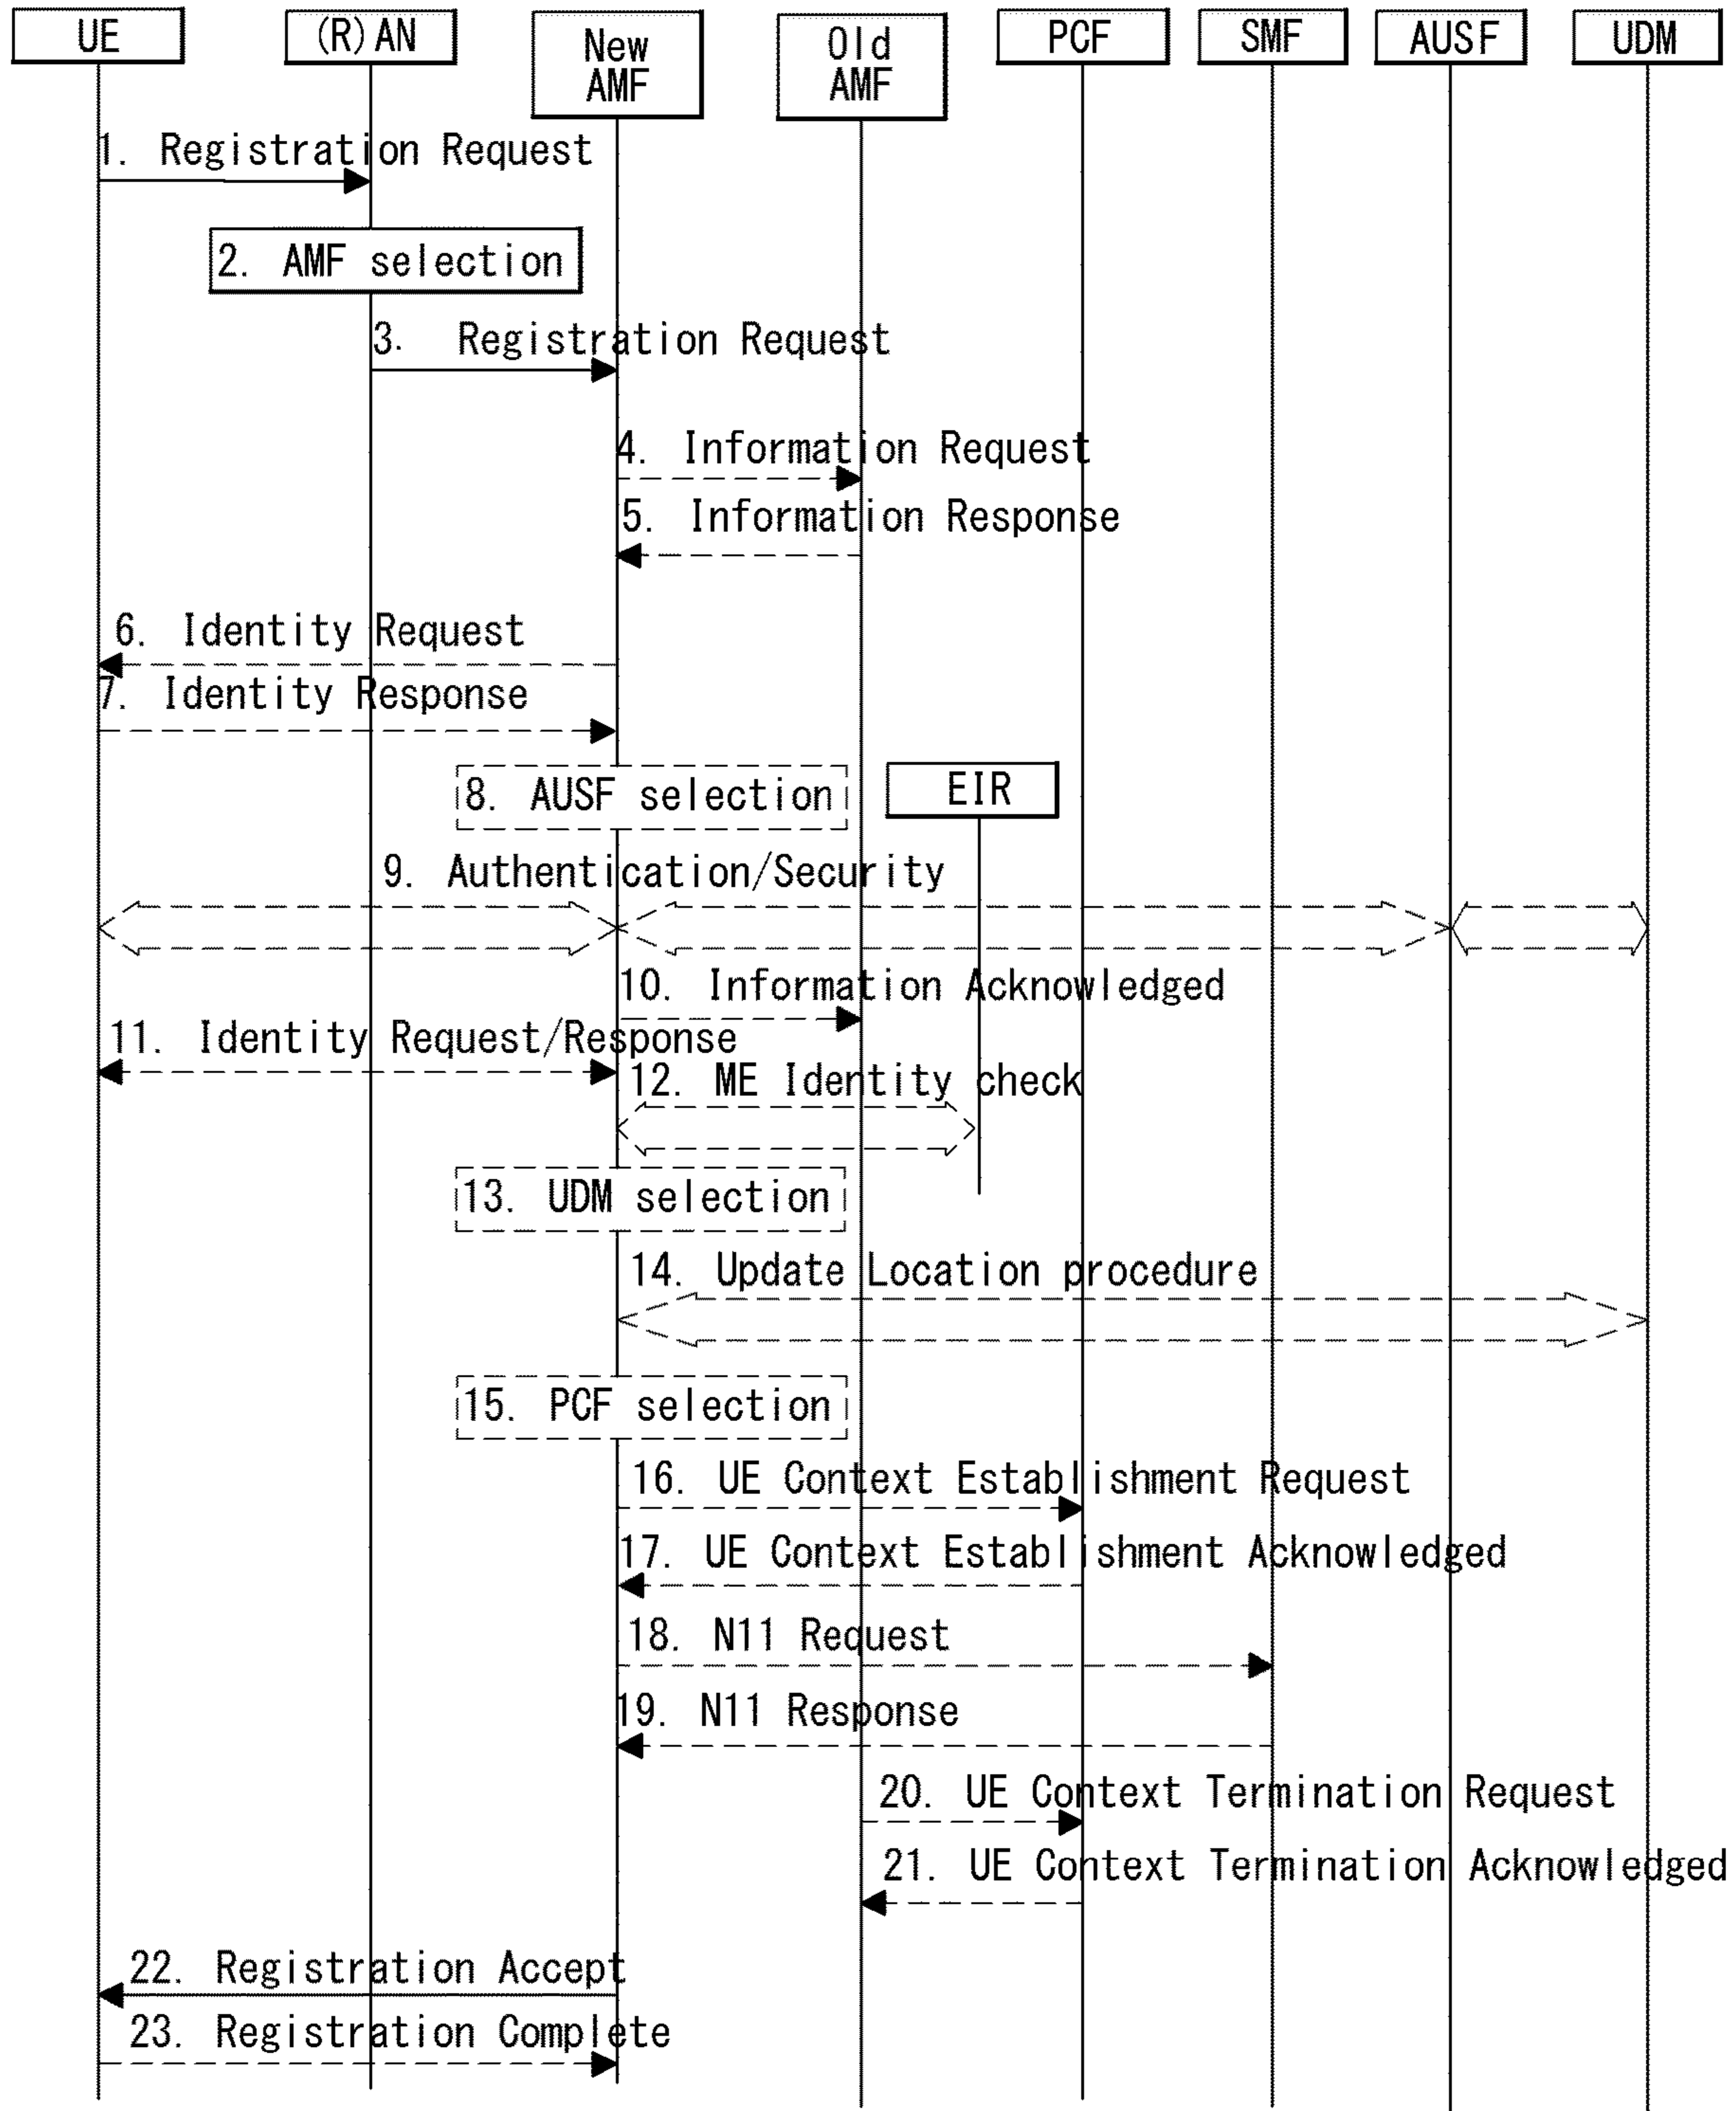 UE
(R)AN
New
AMF
Old
AMF
PCF
SMF
AUSF
UDM
1. Registration Request
2. AMF selection
3. Registration Request
4. Information Request
5. Information Response
6. Identity Request
7. Identity Response
8. AUSF selection
EIR
9. Authentication/Security
10. Information Acknowledged
11. Identity Request/Response
12. ME Identity check
13. UDM selection
14. Update Location procedure
15. PCF selection
16. UE Context Establishment Request
17. UE Context Establishment Acknowledged
18. N11 Request
19. N11 Response
20. UE Context Termination Request
21. UE Context Termination Acknowledged
22. Registration Accept
23. Registration Complete